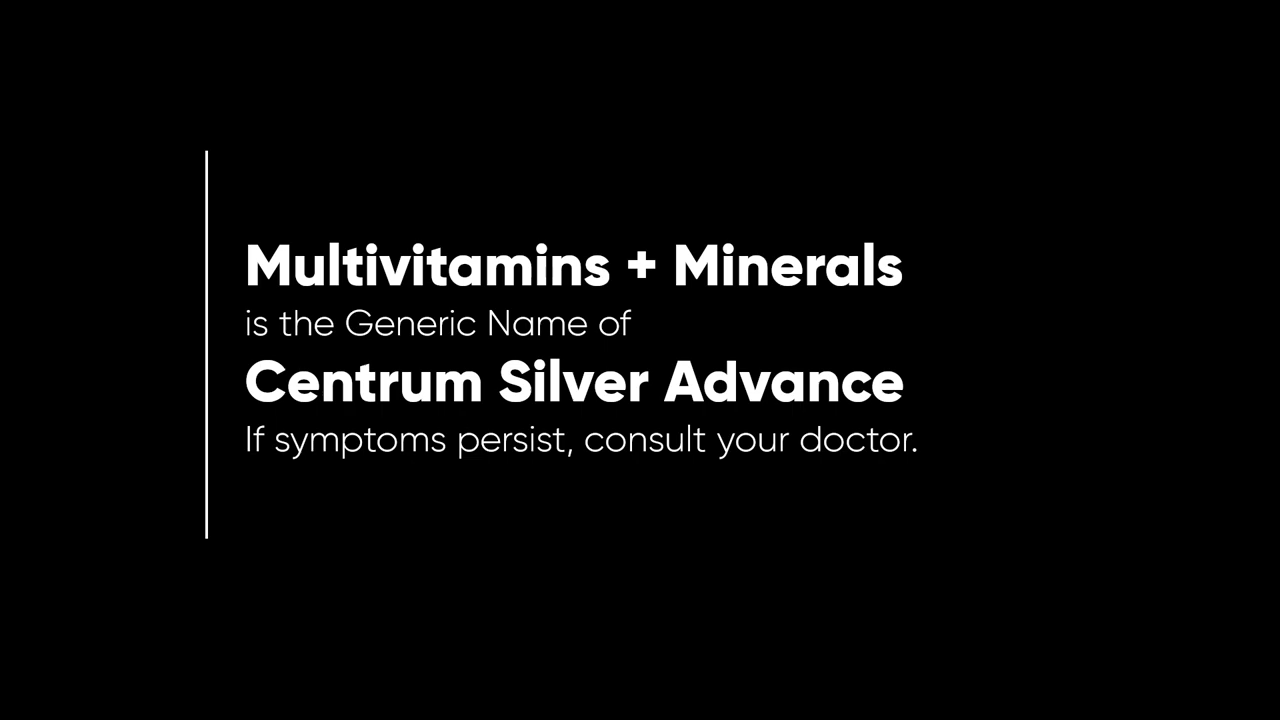 Multivitamins + Minerals
is the Generic Name of
Centrum Silver Advance
If symptoms persist, consult your doctor.